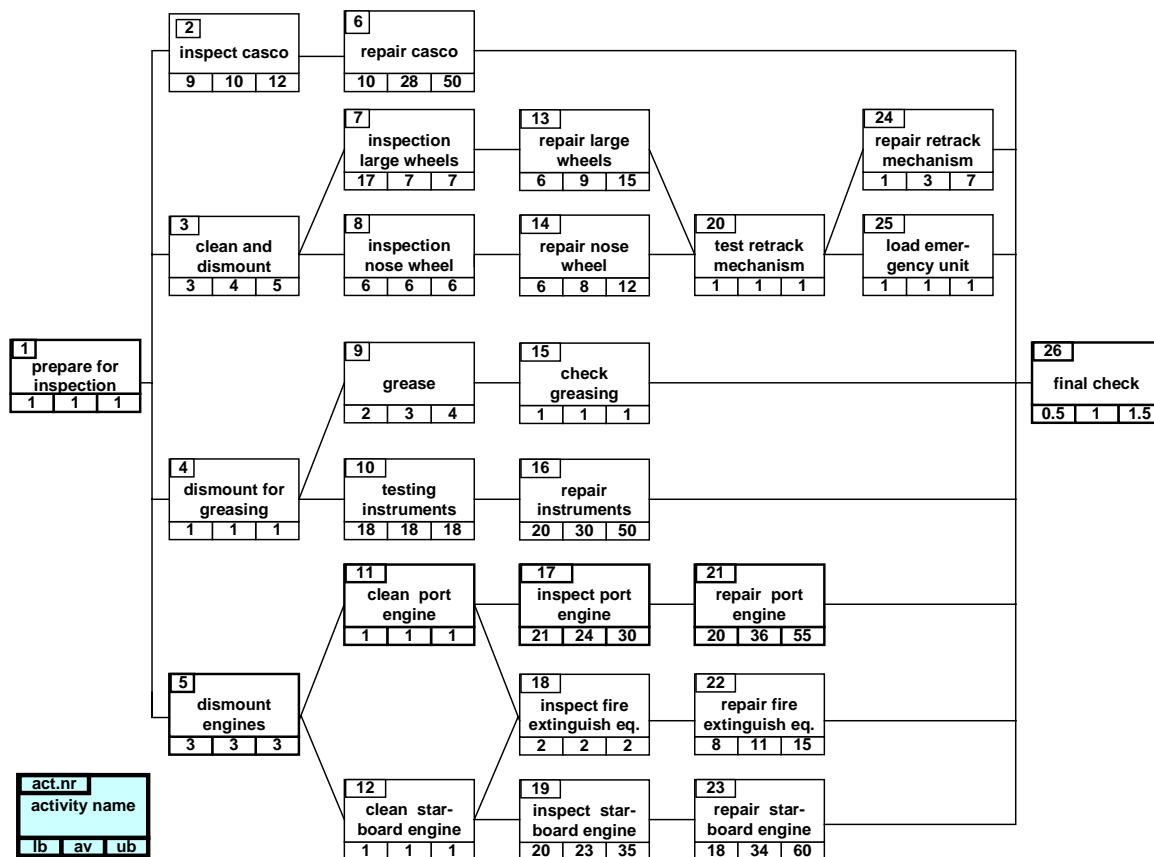 2
inspect casco
9 10 12
6
repair casco
10 28 50
7
inspection
large wheels
17 7 7
13
repair large
wheels
6 9 15
24
repair retrack
mechanism
1 3 7
3
clean and
dismount
3 4 5
8
inspection
nose wheel
6 6 6
14
repair nose
wheel
6 8 12
20
test retrack
mechanism
1 1 1
25
load emer-
gency unit
1 1 1
1
prepare for
inspection
1 1 1
9
grease
2 3 4
15
check
greasing
1 1 1
26
final check
0.5 1 1.5
4
dismount for
greasing
1 1 1
10
testing
instruments
18 18 18
16
repair
instruments
20 30 50
11
clean port
engine
1 1 1
17
inspect port
engine
21 24 30
21
repair port
engine
20 36 55
5
dismount
engines
3 3 3
18
inspect fire
extinguish eq.
2 2 2
22
repair fire
extinguish eq.
8 11 15
12
clean star-
board engine
1 1 1
19
inspect star-
board engine
20 23 35
23
repair star-
board engine
18 34 60
act.nr
activity name
lb av ub